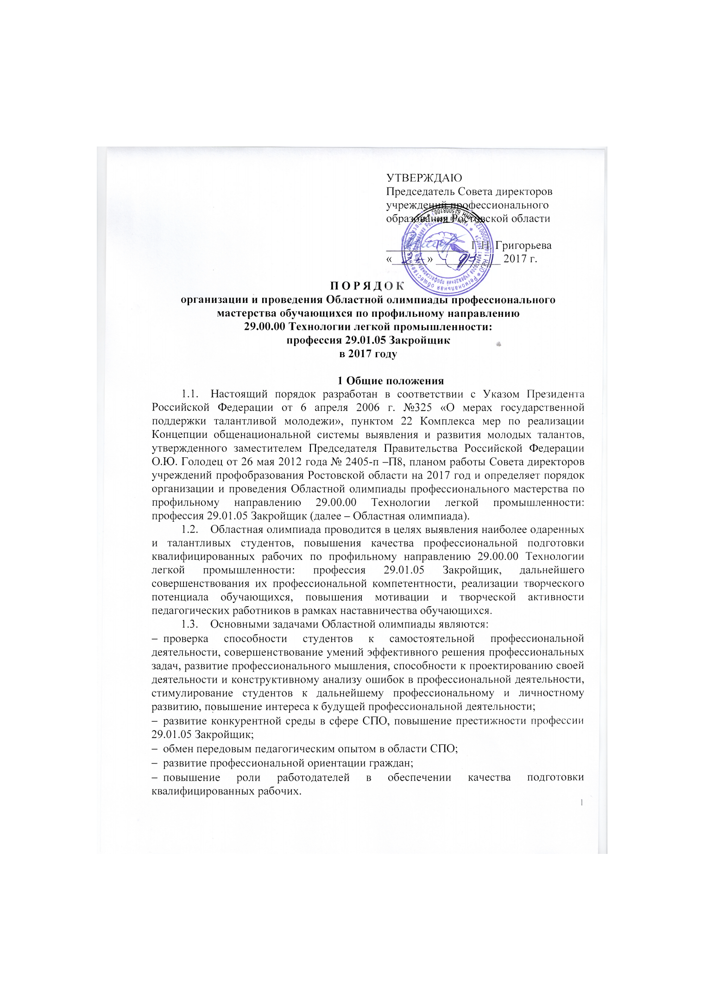 УТВЕРЖДАЮ
Председатель Совета директоров
учреждений профессионального
образования Ростовской области
Григорьева
«______» ___________ 2017 г.
П О Р Я Д О К
организации и проведения Областной олимпиады профессионального
мастерства обучающихся по профильному направлению
29.00.00 Технологии легкой промышленности:
профессия 29.01.05 Закройщик
в 2017 году
1 Общие положения
1.1. Настоящий порядок разработан в соответствии с Указом Президента
Российской Федерации от 6 апреля 2006 г. №325 «О мерах государственной
поддержки талантливой молодежи», пунктом 22 Комплекса мер по реализации
Концепции общенациональной системы выявления и развития молодых талантов,
утвержденного заместителем Председателя Правительства Российской Федерации
О.Ю. Голодец от 26 мая 2012 года № 2405-п –П8, планом работы Совета директоров
учреждений профобразования Ростовской области на 2017 год и определяет порядок
организации и проведения Областной олимпиады профессионального мастерства по
профильному направлению 29.00.00 Технологии легкой промышленности:
профессия 29.01.05 Закройщик (далее – Областная олимпиада).
1.2. Областная олимпиада проводится в целях выявления наиболее одаренных
и талантливых студентов, повышения качества профессиональной подготовки
квалифицированных рабочих по профильному направлению 29.00.00 Технологии
легкой промышленности: профессия 29.01.05 Закройщик, дальнейшего
совершенствования их профессиональной компетентности, реализации творческого
потенциала обучающихся, повышения мотивации и творческой активности
педагогических работников в рамках наставничества обучающихся.
1.3. Основными задачами Областной олимпиады являются:
– проверка способности студентов к самостоятельной профессиональной
деятельности, совершенствование умений эффективного решения профессиональных
задач, развитие профессионального мышления, способности к проектированию своей
деятельности и конструктивному анализу ошибок в профессиональной деятельности,
стимулирование студентов к дальнейшему профессиональному и личностному
развитию, повышение интереса к будущей профессиональной деятельности;
– развитие конкурентной среды в сфере СПО, повышение престижности профессии
29.01.05 Закройщик;
– обмен передовым педагогическим опытом в области СПО;
– развитие профессиональной ориентации граждан;
– повышение роли работодателей в обеспечении качества подготовки
квалифицированных рабочих.
1